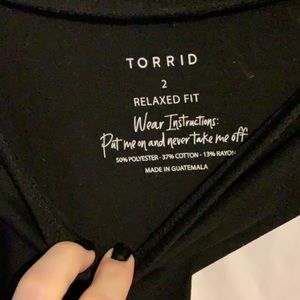 TORRID
2
RELAXED FIT
Wear Instructions:
Put me on and never take me off
50% POLYESTER - 37% COTTON - 13% RAYON
MADE IN GUATEMALA